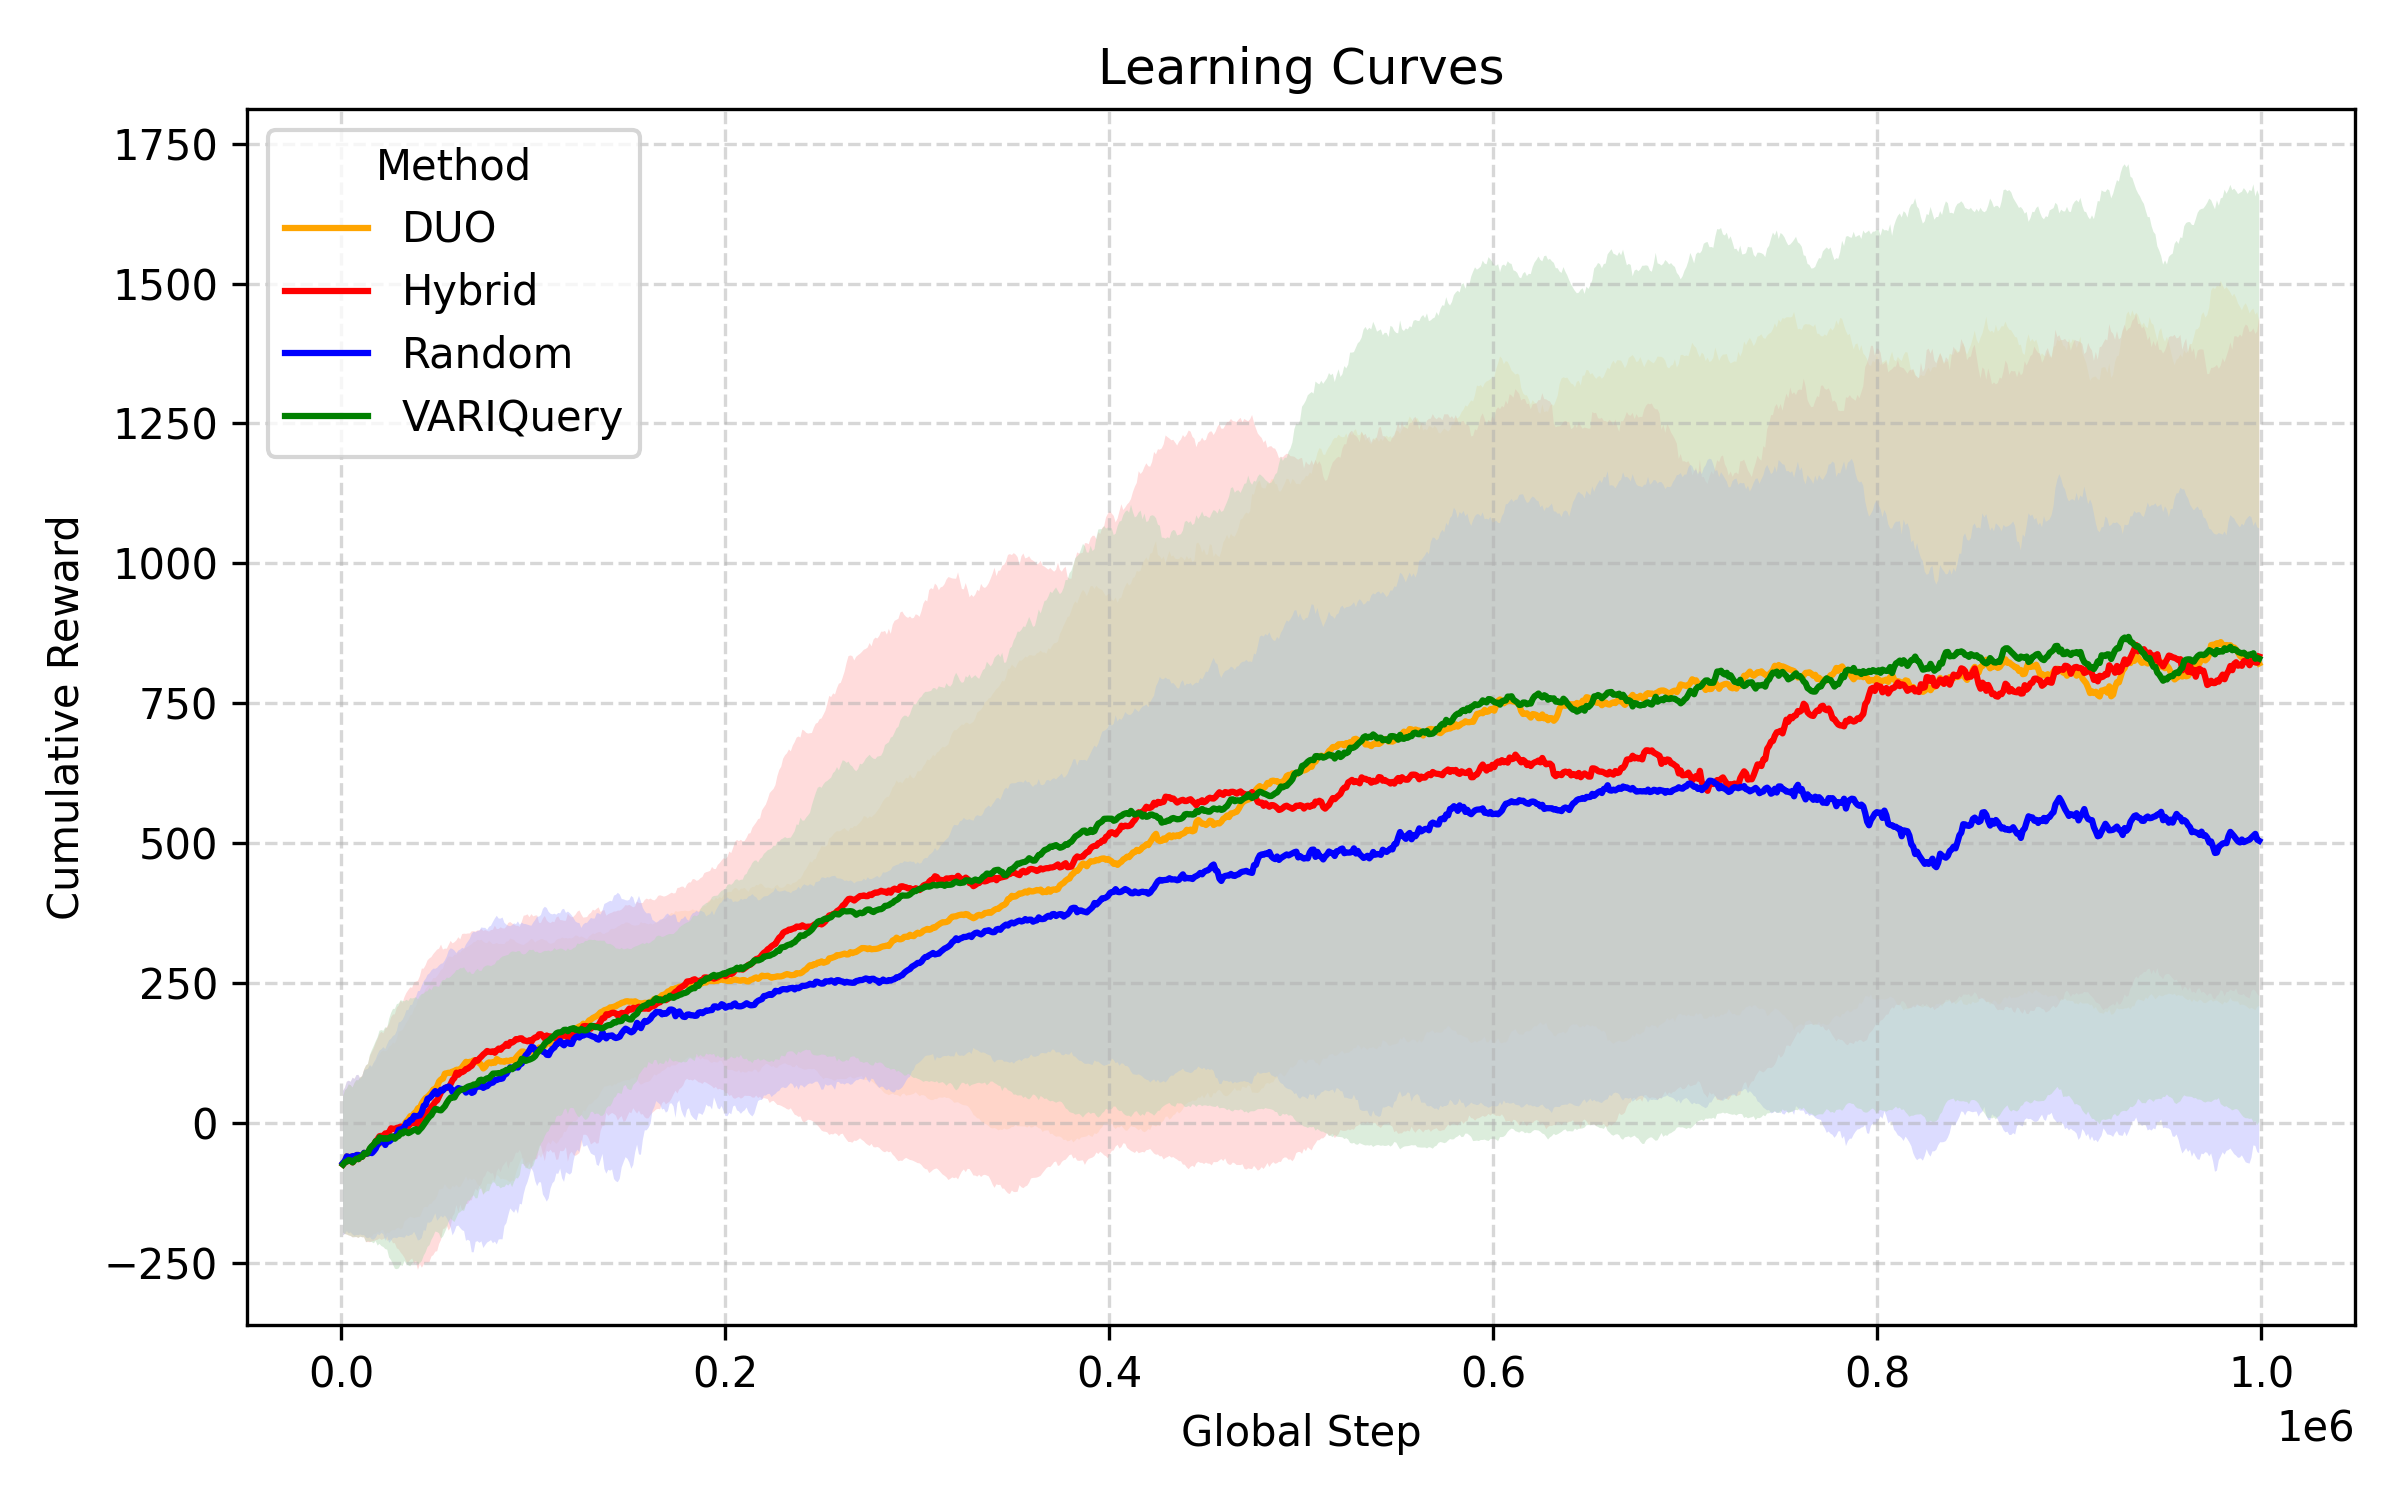 Learning Curves
Cumulative Reward
1750
1500
1250
1000
750
500
250
0
−250
Method
DUO
Hybrid
Random
VARIQuery
0.0 0.2 0.4 0.6 0.8 1.0
1e6
Global Step